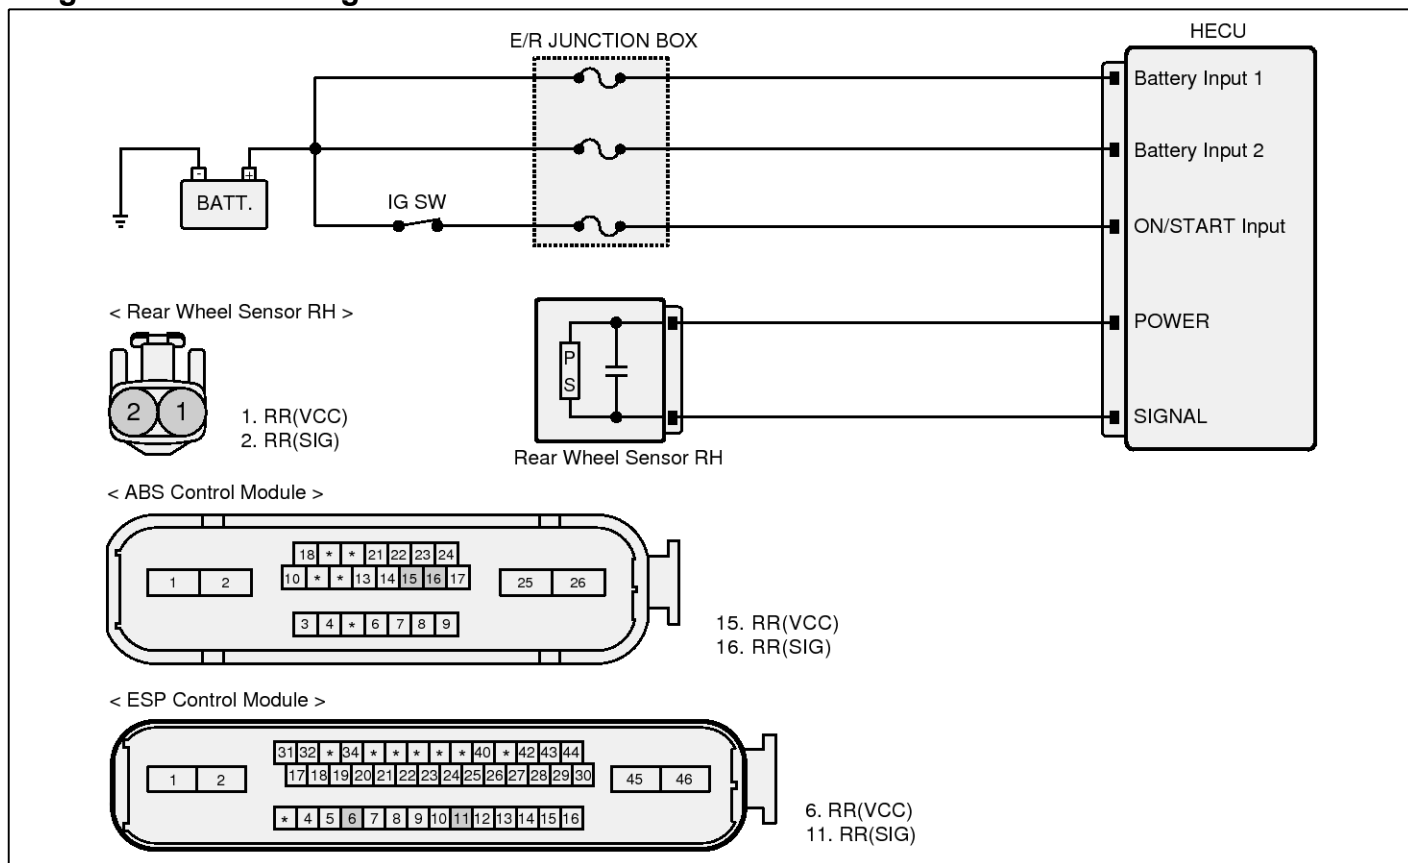 E/R JUNCTION BOX
HECU
Battery Input 1
Battery Input 2
- +
BATT.
IG SW
ON/START Input
< Rear Wheel Sensor RH >
POWER
P
S
2 1
1. RR(VCC)
2. RR(SIG)
SIGNAL
Rear Wheel Sensor RH
< ABS Control Module >
18 * * 21 22 23 24
10 * * 13 14 15 16 17
1 2
25 26
3 4 * 6 7 8 9
15. RR(VCC)
16. RR(SIG)
< ESP Control Module >
31 32 * 34 * * * * * 40 * 42 43 44
17 18 19 20 21 22 23 24 25 26 27 28 29 30
1 2
45 46
* 4 5 6 7 8 9 10 11 12 13 14 15 16
6. RR(VCC)
11. RR(SIG)